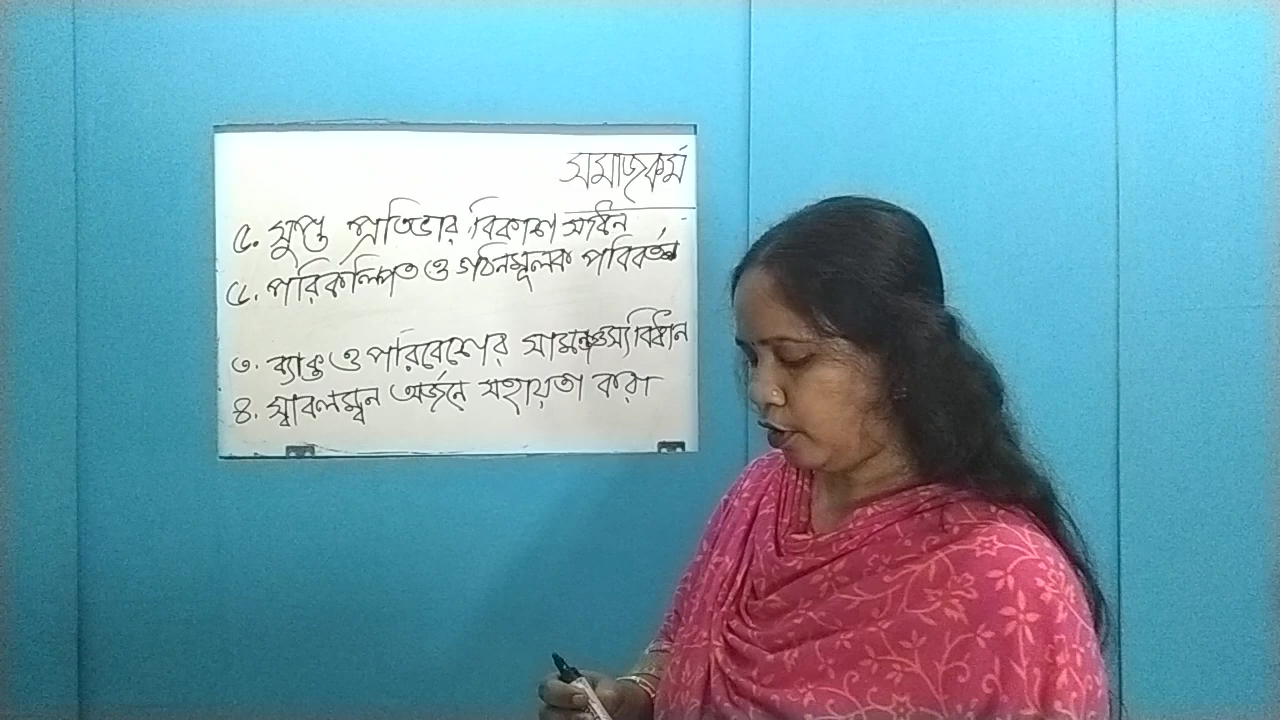 সমাজকর্ম
৫. সুপ্ত প্রতিভার বিকাশ সাধন
৬. পরিকল্পিত ও গঠনমূলক পরিবর্তন
৩. ব্যক্তি ও পরিবেশের সামঞ্জস্যবিধান
৪. স্বাবলম্বন অর্জনে সহায়তা করা